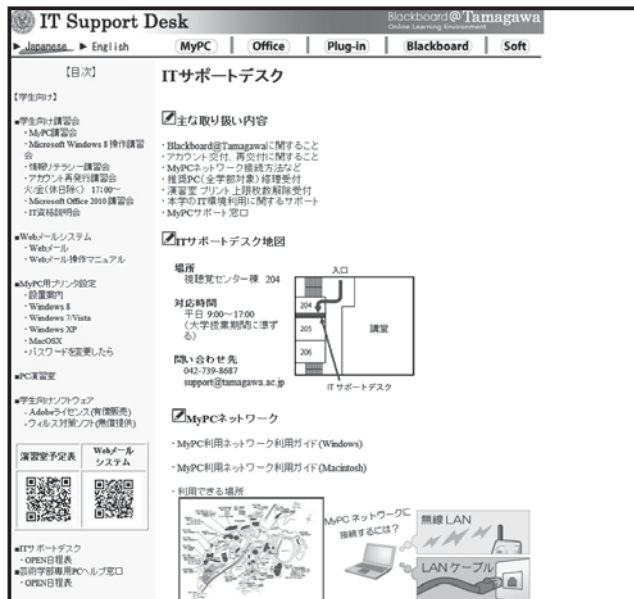 IT Support Desk
Blackboard@Tamagawa
Online Learning Environment
▶ Japanese ▶ English
MyPC
Office
Plug-in
Blackboard
Soft
【目次】
【学生向け】
■学生向け講習会
・MyPC講習会
・Microsoft Windows 8 操作講習
会
・情報リテラシー講習会
・アカウント再発行講習会
火/金(休日除く) 17:00～
・Microsoft Office 2010 講習会
・IT資格説明会
■Webメールシステム
・Webメール
・Webメール操作マニュアル
■MyPC用プリンタ設定
・設置案内
・Windows 8
・Windows 7/Vista
・Windows XP
・MacOSX
・パスワードを変更したら
■PC演習室
■学生向けソフトウェア
- Adobeライセンス(有償販売)
-ウィルス対策ソフト(無償提供)
演習室予定表
Webメール
システム
■ITサポートデスク
・OPEN日程表
■芸術学部専用PCヘルプ窓口
・OPEN日程表
ITサポートデスク
主な取り扱い内容
・Blackboard@Tamagawaに関すること
・アカウント交付、再交付に関すること
・MyPCネットワーク接続方法など
・推奨PC(全学部対象)修理受付
・演習室 プリント上限枚数解除受付
・本学のIT環境利用に関するサポート
・MyPCサポート窓口
ITサポートデスク地図
場所
視聴覚センター棟 204
対応時間
平日 9:00～17:00
(大学授業期間に準ず
る)
問い合わせ先
042-739-8687
support@tamagawa.ac.jp
入口
204
205
206
講堂
IT サポートデスク
MyPCネットワーク
・MyPC利用ネットワーク利用ガイド(Windows)
・MyPC利用ネットワーク利用ガイド(Macintosh)
・利用できる場所
MyPC ネットワークに
接続するには？
無線 LAN
LAN ケーブル